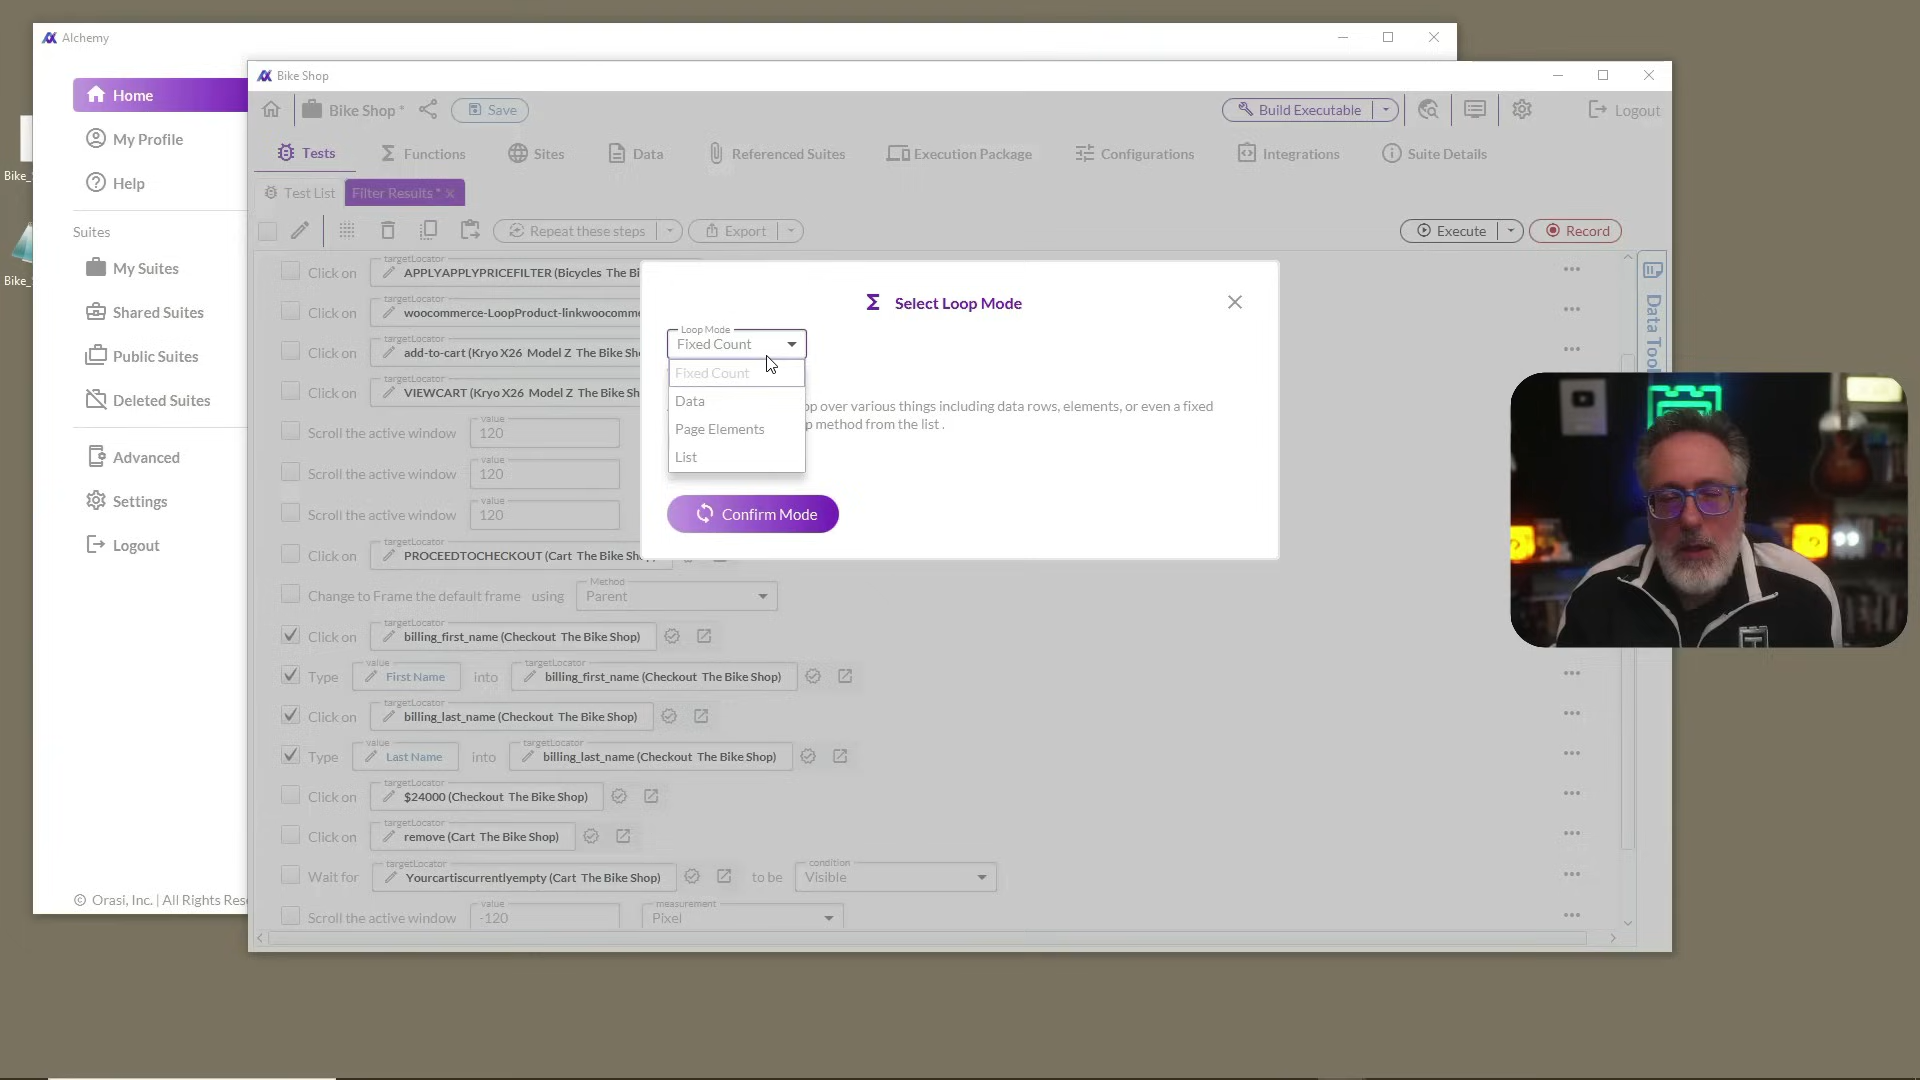 Alchemy
Bike Shop
Home
My Profile
Help
Suites
My Suites
Shared Suites
Public Suites
Deleted Suites
Advanced
Settings
Logout
© Orasi, Inc. | All Rights Res
Bike_
Bike_
Bike Shop *
Save
Build Executable
Logout
Tests
Functions
Sites
Data
Referenced Suites
Execution Package
Configurations
Integrations
Suite Details
Test List
Filter Results *
Repeat these steps
Export
Execute
Record
Click on
targetLocator
APPLYAPPLYPRICEFILTER (Bicycles The Bi
Click on
targetLocator
woocommerce-LoopProduct-linkwoocomme
Click on
targetLocator
add-to-cart (Kryo X26 Model Z The Bike Sh
Click on
targetLocator
VIEWCART (Kryo X26 Model Z The Bike Sh
Scroll the active window
value
120
Scroll the active window
value
120
Scroll the active window
value
120
Click on
targetLocator
PROCEEDTOCHECKOUT (Cart The Bike Sh
Change to Frame the default frame using
Method
Parent
Click on
targetLocator
billing_first_name (Checkout The Bike Shop)
Type
value
First Name
into
targetLocator
billing_first_name (Checkout The Bike Shop)
Click on
targetLocator
billing_last_name (Checkout The Bike Shop)
Type
value
Last Name
into
targetLocator
billing_last_name (Checkout The Bike Shop)
Click on
targetLocator
$24000 (Checkout The Bike Shop)
Click on
targetLocator
remove (Cart The Bike Shop)
Wait for
targetLocator
Yourcartiscurrentlyempty (Cart The Bike Shop)
to be
condition
Visible
Scroll the active window
value
-120
measurement
Pixel
Select Loop Mode
Loop Mode
Fixed Count
Fixed Count
Data
Page Elements
List
op over various things including data rows, elements, or even a fixed
p method from the list .
Confirm Mode
Data Tool